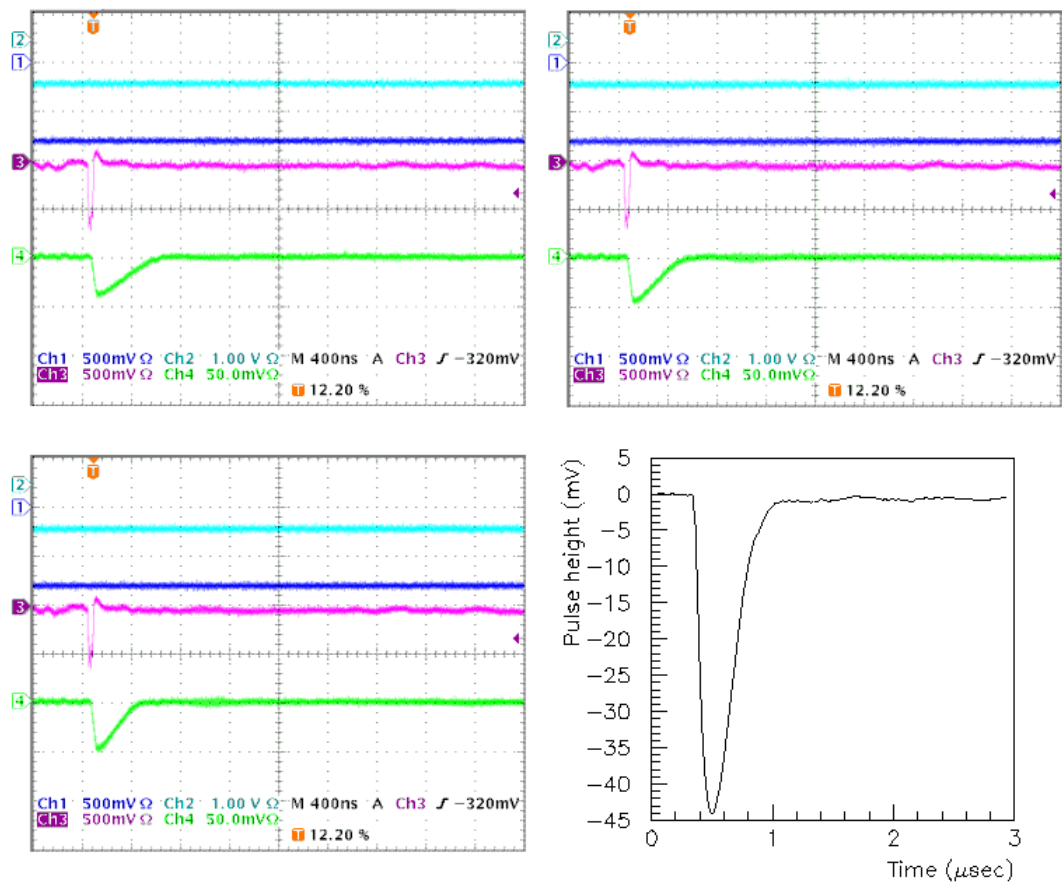 T
2
1
3
4
Ch1 500mV Ω Ch2 1.00 V Ω M 400ns A Ch3 ʃ −320mV
Ch3 500mV Ω Ch4 50.0mVΩ
T 12.20 %
T
2
1
3
4
Ch1 500mV Ω Ch2 1.00 V Ω M 400ns A Ch3 ʃ −320mV
Ch3 500mV Ω Ch4 50.0mVΩ
T 12.20 %
T
2
1
3
4
Ch1 500mV Ω Ch2 1.00 V Ω M 400ns A Ch3 ʃ −320mV
Ch3 500mV Ω Ch4 50.0mVΩ
T 12.20 %
Pulse height (mV)
5
0
−5
−10
−15
−20
−25
−30
−35
−40
−45
0 1 2 3
Time (μsec)